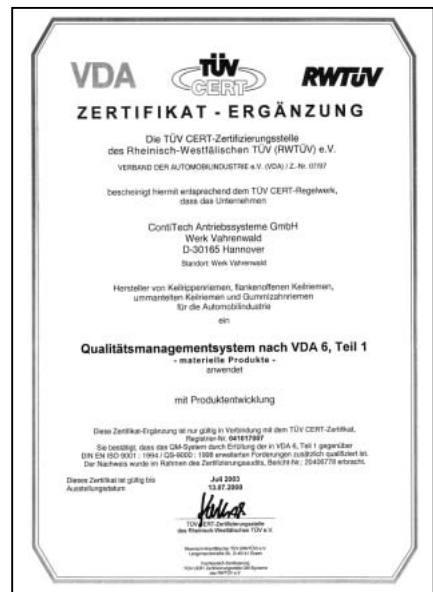 VDA
TÜV
CERT
RWTÜV
ZERTIFIKAT - ERGÄNZUNG
Die TÜV CERT-Zertifizierungsstelle
des Rheinisch-Westfälischen TÜV (RWTÜV) e.V.
VERBAND DER AUTOMOBILINDUSTRIE e.V. (VDA) / Z.-Nr. 07/97
bescheinigt hiermit entsprechend dem TÜV CERT-Regelwerk,
dass das Unternehmen
ContiTech Antriebssysteme GmbH
Werk Vahrenwald
D-30165 Hannover
Standort: Werk Vahrenwald
Hersteller von Keilrippenriemen, flankenoffenen Keilriemen,
ummantelten Keilriemen und Gummizahnriemen
für die Automobilindustrie
ein
Qualitätsmanagementsystem nach VDA 6, Teil 1
- materielle Produkte -
anwendet
mit Produktentwicklung
Diese Zertifikat-Ergänzung ist nur gültig in Verbindung mit dem TÜV CERT-Zertifikat,
Registrier-Nr. 041017007
Sie bestätigt, dass das QM-System durch Erfüllung der in VDA 6, Teil 1 gegenüber
DIN EN ISO 9001 : 1994 / QS-9000 : 1998 erweiterten Forderungen zusätzlich qualifiziert ist.
Der Nachweis wurde im Rahmen des Zertifizierungsaudits, Bericht-Nr.: 20406778 erbracht.
Dieses Zertifikat ist gültig bis Juli 2003
Ausstellungsdatum 13.07.2000
TÜV CERT-Zertifizierungsstelle
des Rheinisch-Westfälischen TÜV e.V.